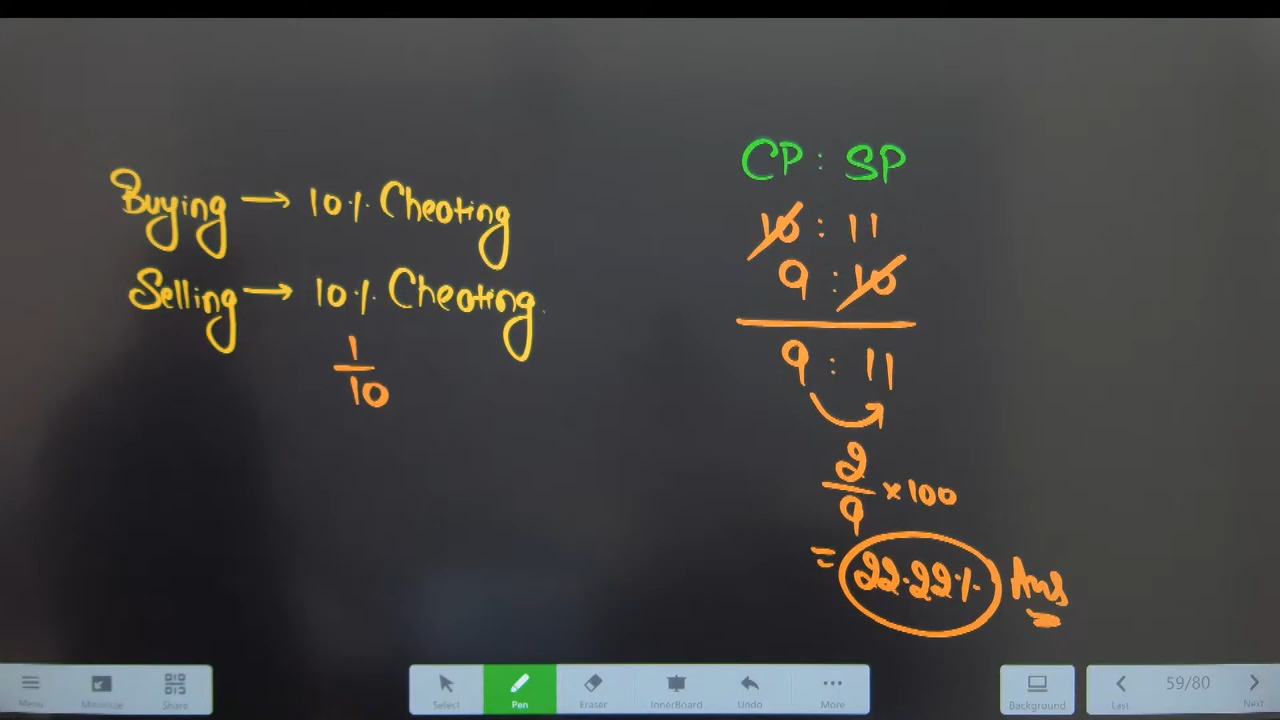 Buying → 10%. Cheating
Selling → 10%. Cheating.
1
10
CP : SP
10 : 11
9 : 10
9 : 11
2
9 × 100
= 22.22%. Ans
Menu
Minimize
Share
Select
Pen
Eraser
InnerBoard
Undo
More
Background
Last
59/80
Next